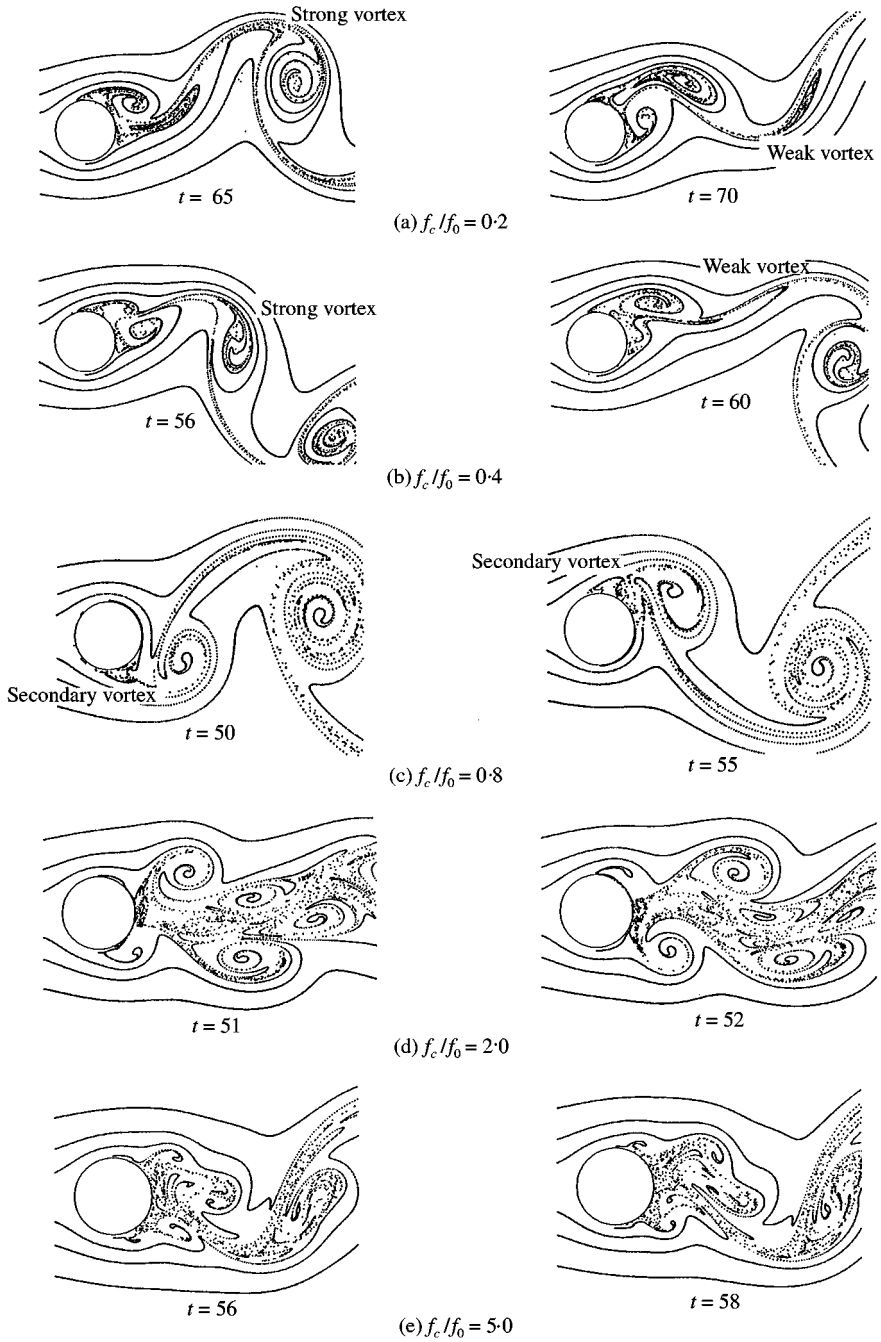 Strong vortex
Weak vortex
t = 65
t = 70
(a) f_c/f_0 = 0·2
Weak vortex
Strong vortex
t = 56
t = 60
(b) f_c/f_0 = 0·4
Secondary vortex
Secondary vortex
t = 50
t = 55
(c) f_c/f_0 = 0·8
t = 51
t = 52
(d) f_c/f_0 = 2·0
t = 56
t = 58
(e) f_c/f_0 = 5·0